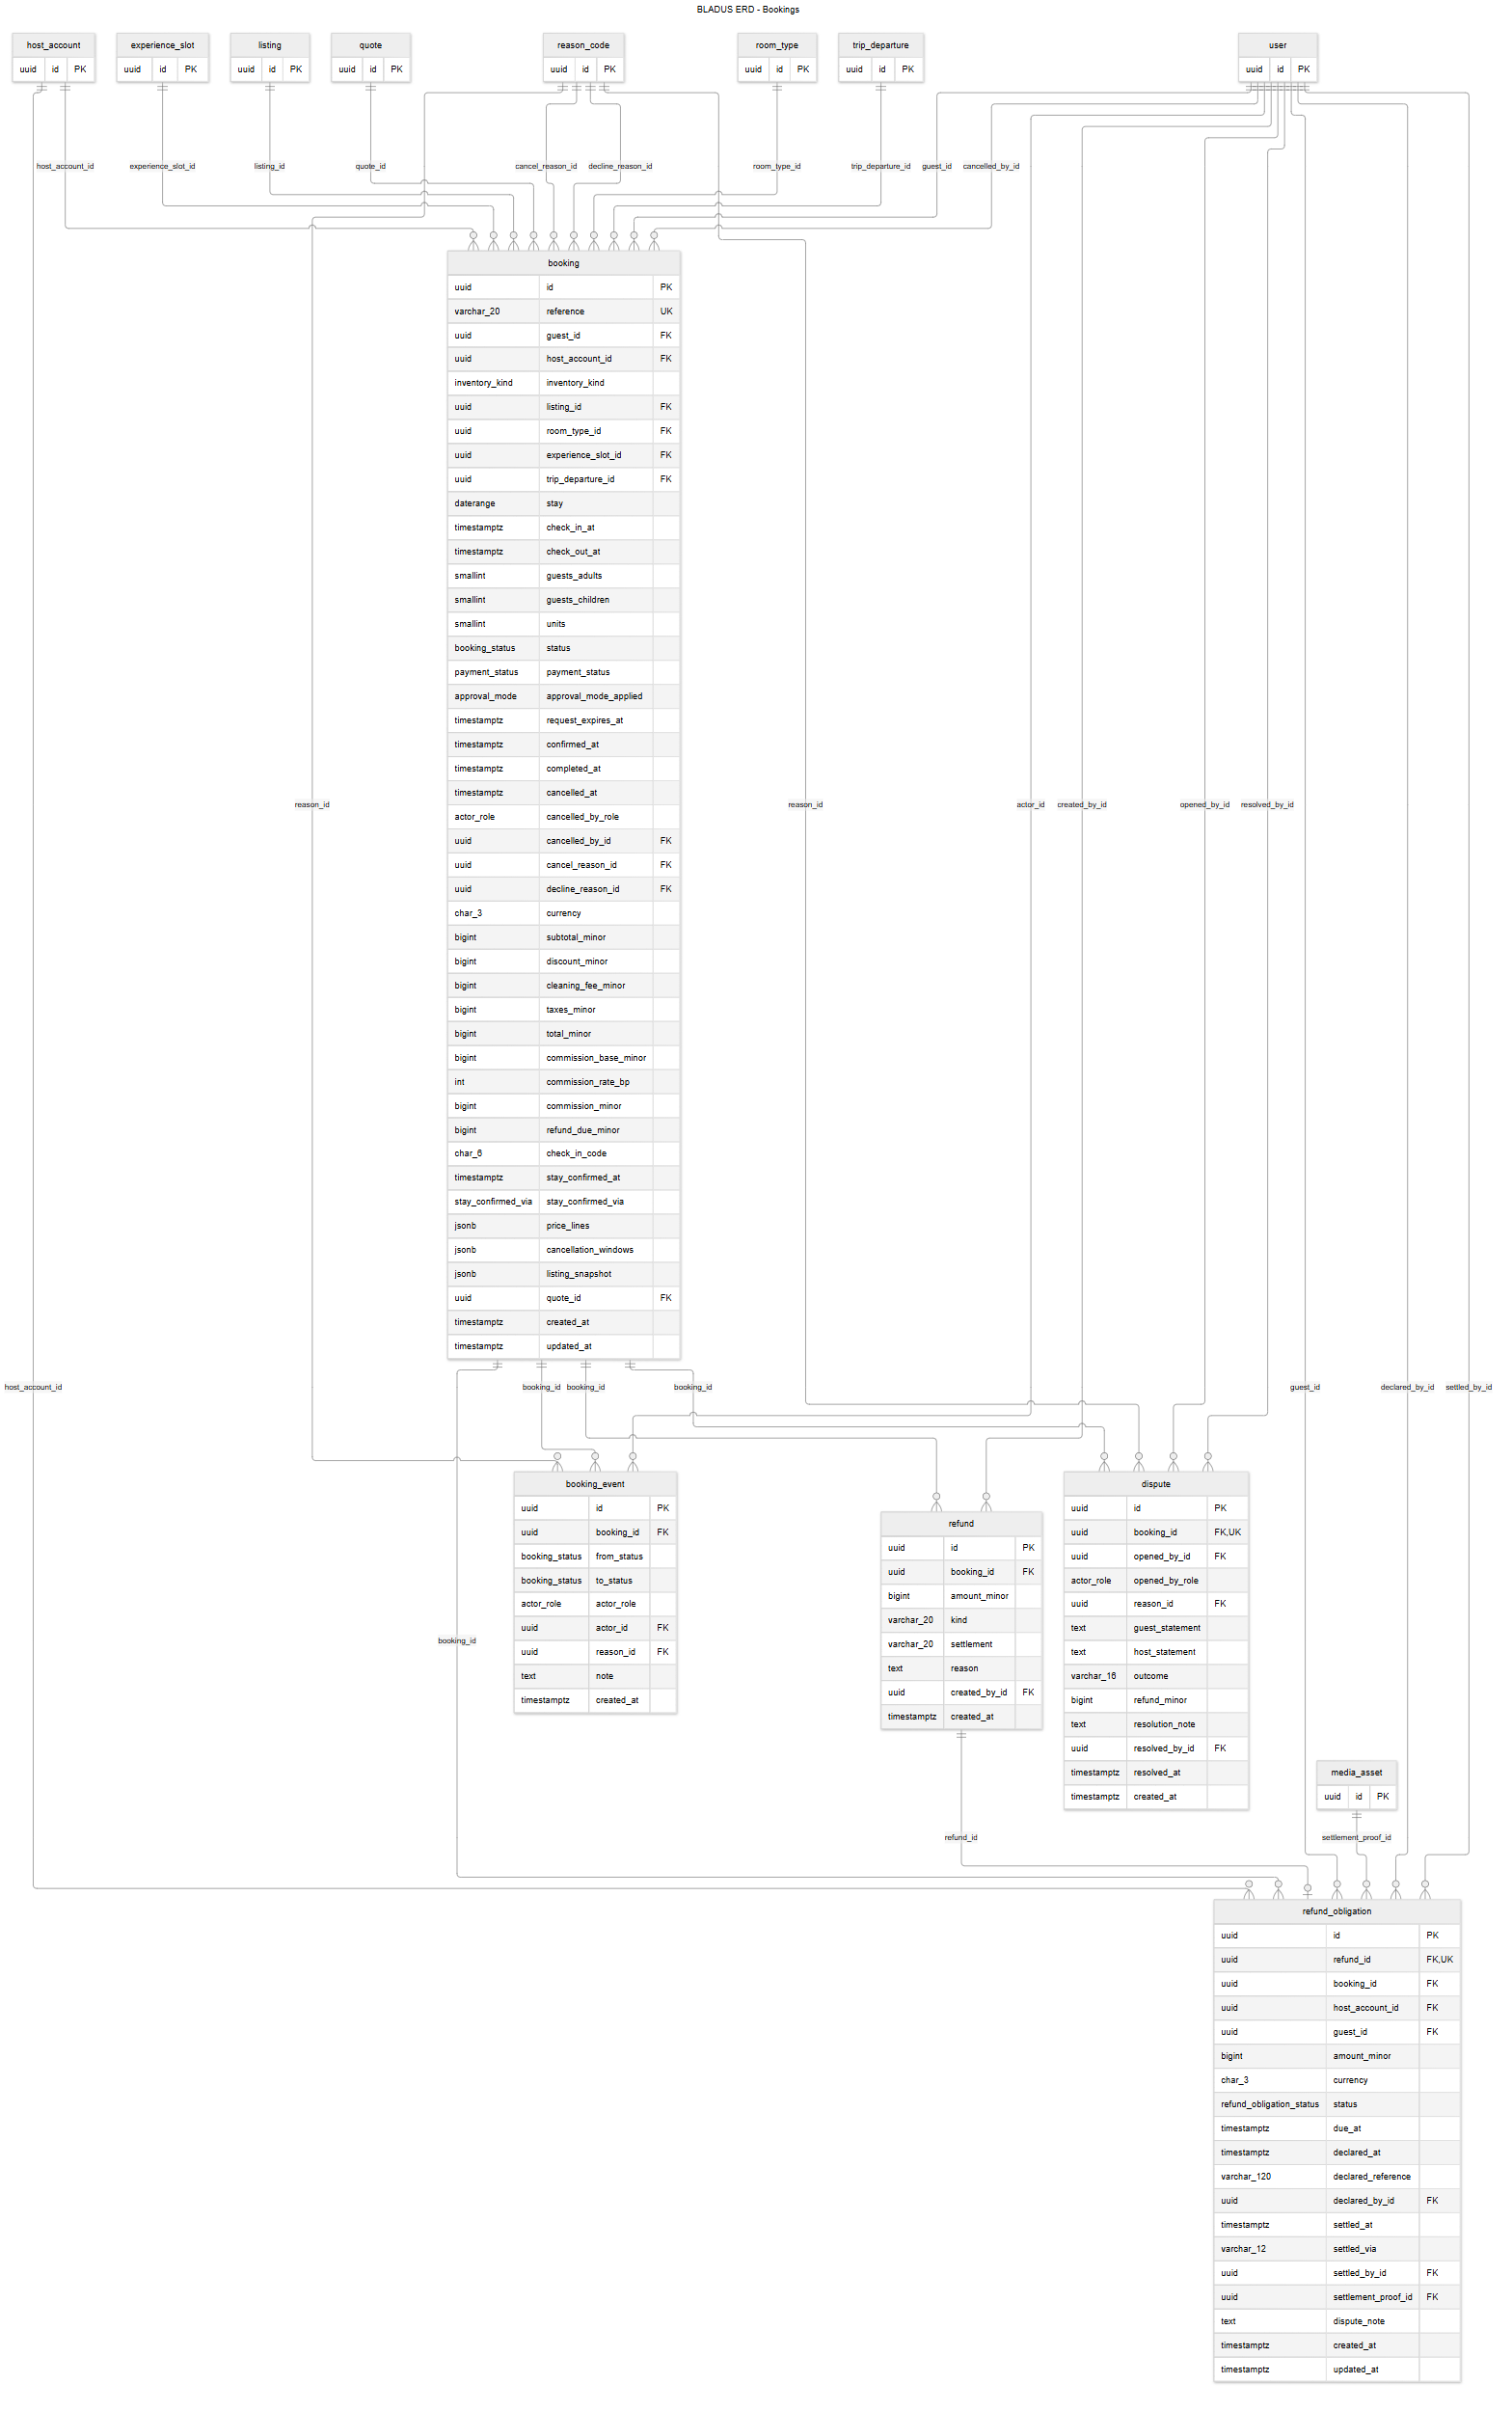 BLADUS ERD - Bookings
host_account
uuid id PK
experience_slot
uuid id PK
listing
uuid id PK
quote
uuid id PK
reason_code
uuid id PK
room_type
uuid id PK
trip_departure
uuid id PK
user
uuid id PK
host_account_id
experience_slot_id
listing_id
quote_id
cancel_reason_id
decline_reason_id
room_type_id
trip_departure_id
guest_id
cancelled_by_id
booking
uuid id PK
varchar_20 reference UK
uuid guest_id FK
uuid host_account_id FK
inventory_kind inventory_kind
uuid listing_id FK
uuid room_type_id FK
uuid experience_slot_id FK
uuid trip_departure_id FK
daterange stay
timestamptz check_in_at
timestamptz check_out_at
smallint guests_adults
smallint guests_children
smallint units
booking_status status
payment_status payment_status
approval_mode approval_mode_applied
timestamptz request_expires_at
timestamptz confirmed_at
timestamptz completed_at
timestamptz cancelled_at
actor_role cancelled_by_role
uuid cancelled_by_id FK
uuid cancel_reason_id FK
uuid decline_reason_id FK
char_3 currency
bigint subtotal_minor
bigint discount_minor
bigint cleaning_fee_minor
bigint taxes_minor
bigint total_minor
bigint commission_base_minor
int commission_rate_bp
bigint commission_minor
bigint refund_due_minor
char_6 check_in_code
timestamptz stay_confirmed_at
stay_confirmed_via stay_confirmed_via
jsonb price_lines
jsonb cancellation_windows
jsonb listing_snapshot
uuid quote_id FK
timestamptz created_at
timestamptz updated_at
reason_id
reason_id
actor_id
created_by_id
opened_by_id
resolved_by_id
host_account_id
booking_id
booking_id
booking_id
guest_id
declared_by_id
settled_by_id
booking_event
uuid id PK
uuid booking_id FK
booking_status from_status
booking_status to_status
actor_role actor_role
uuid actor_id FK
uuid reason_id FK
text note
timestamptz created_at
refund
uuid id PK
uuid booking_id FK
bigint amount_minor
varchar_20 kind
varchar_20 settlement
text reason
uuid created_by_id FK
timestamptz created_at
dispute
uuid id PK
uuid booking_id FK,UK
uuid opened_by_id FK
actor_role opened_by_role
uuid reason_id FK
text guest_statement
text host_statement
varchar_16 outcome
bigint refund_minor
text resolution_note
uuid resolved_by_id FK
timestamptz resolved_at
timestamptz created_at
booking_id
media_asset
uuid id PK
refund_id
settlement_proof_id
refund_obligation
uuid id PK
uuid refund_id FK,UK
uuid booking_id FK
uuid host_account_id FK
uuid guest_id FK
bigint amount_minor
char_3 currency
refund_obligation_status status
timestamptz due_at
timestamptz declared_at
varchar_120 declared_reference
uuid declared_by_id FK
timestamptz settled_at
varchar_12 settled_via
uuid settled_by_id FK
uuid settlement_proof_id FK
text dispute_note
timestamptz created_at
timestamptz updated_at